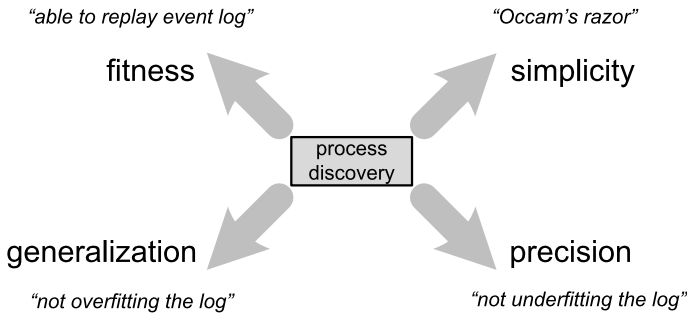 “able to replay event log”
“Occam’s razor”
fitness
simplicity
process
discovery
generalization
precision
“not overfitting the log”
“not underfitting the log”